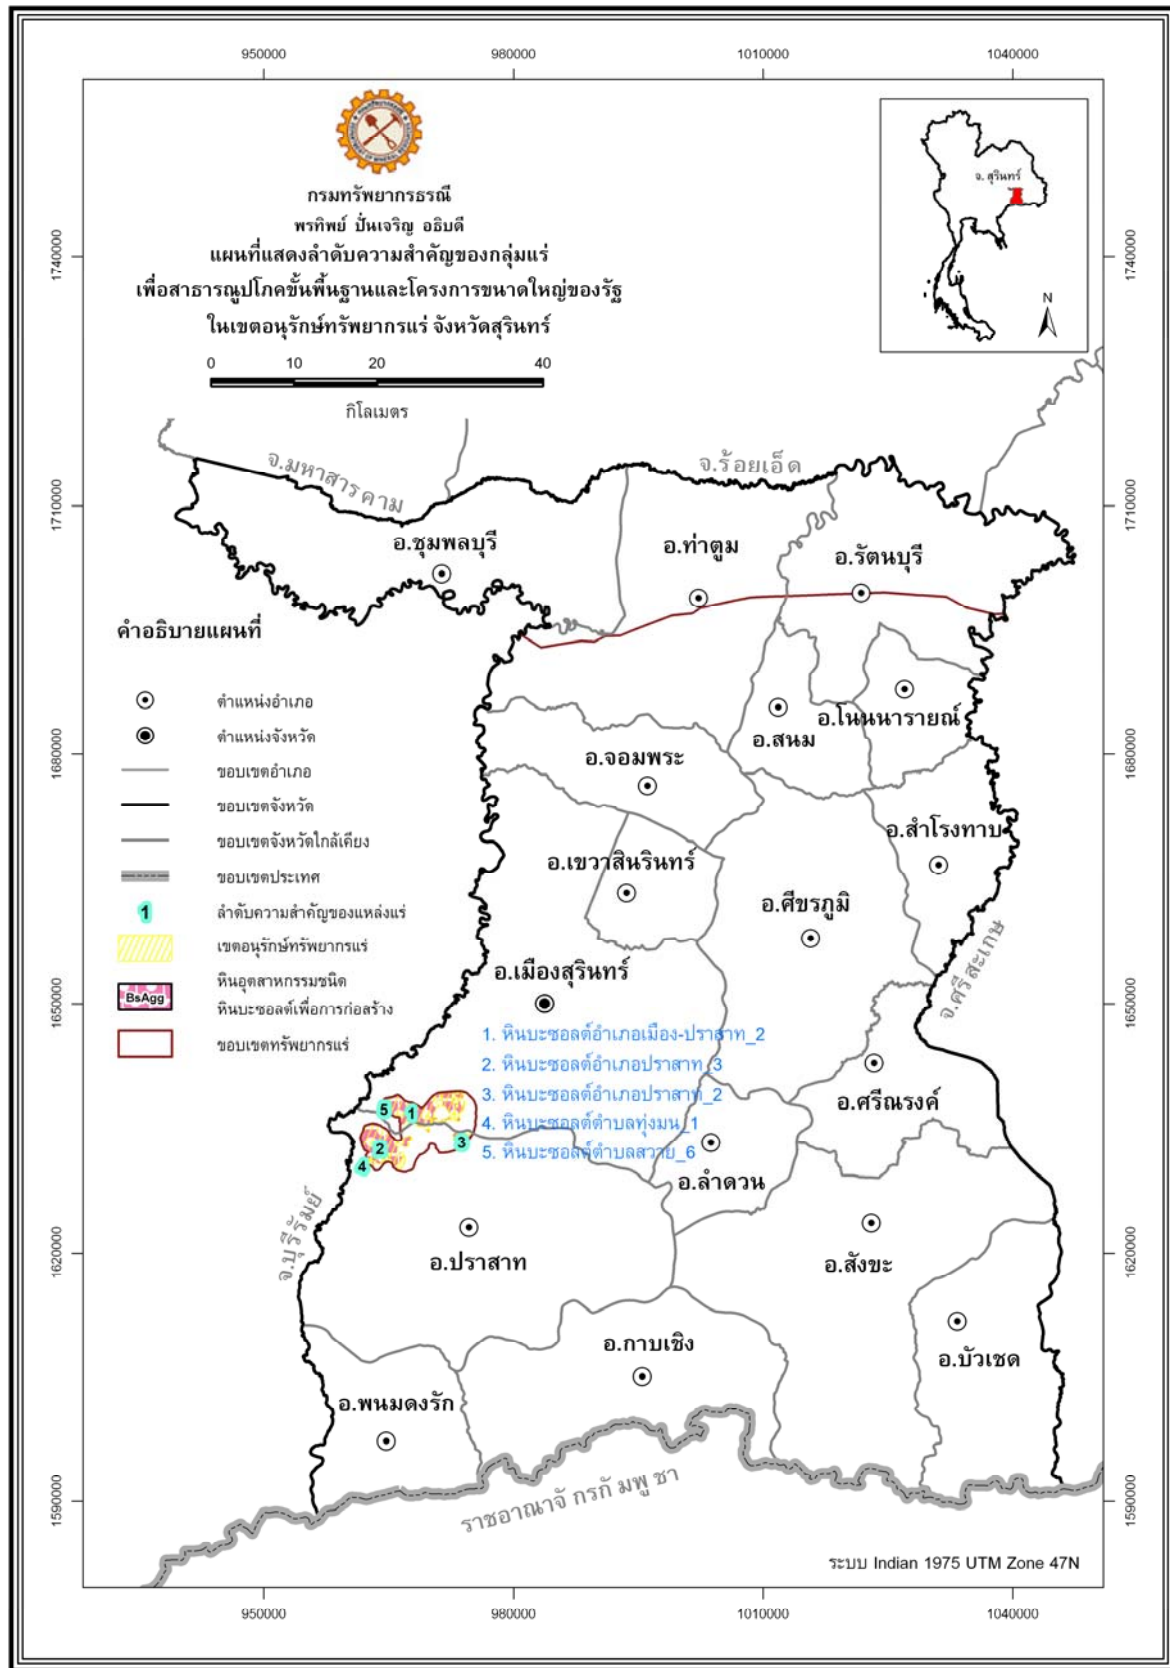 950000 980000 1010000 1040000
กรมทรัพยากรธรณี
พรทิพย์ ปั่นเจริญ อธิบดี
แผนที่แสดงลำดับความสำคัญของกลุ่มแร่
เพื่อสาธารณูปโภคขั้นพื้นฐานและโครงการขนาดใหญ่ของรัฐ
ในเขตอนุรักษ์ทรัพยากรแร่ จังหวัดสุรินทร์
0 10 20 40
กิโลเมตร
จ. สุรินทร์
N
1740000 1740000
จ.มหาสารคาม
จ.ร้อยเอ็ด
1710000 1710000
อ.ชุมพลบุรี
อ.ท่าตูม
อ.รัตนบุรี
คำอธิบายแผนที่
ตำแหน่งอำเภอ
ตำแหน่งจังหวัด
ขอบเขตอำเภอ
ขอบเขตจังหวัด
ขอบเขตจังหวัดใกล้เคียง
ขอบเขตประเทศ
1 ลำดับความสำคัญของแหล่งแร่
เขตอนุรักษ์ทรัพยากรแร่
BsAgg หินอุตสาหกรรมชนิด
หินบะซอลต์เพื่อการก่อสร้าง
ขอบเขตทรัพยากรแร่
อ.โนนนารายณ์
อ.สนม
อ.จอมพระ
1680000 1680000
อ.สำโรงทาบ
อ.เขวาสินรินทร์
อ.ศีขรภูมิ
จ.ศรีสะเกษ
อ.เมืองสุรินทร์
1650000 1650000
1. หินบะซอลต์อำเภอเมือง-ปราสาท_2
2. หินบะซอลต์อำเภอปราสาท_3
3. หินบะซอลต์อำเภอปราสาท_2
4. หินบะซอลต์ตำบลทุ่งมน_1
5. หินบะซอลต์ตำบลสวาย_6
5 1
2 3
4
อ.ศรีณรงค์
อ.ลำดวน
จ.บุรีรัมย์
1620000 1620000
อ.ปราสาท
อ.สังขะ
อ.กาบเชิง
อ.บัวเชด
อ.พนมดงรัก
ราชอาณาจักรกัมพูชา
1590000 1590000
ระบบ Indian 1975 UTM Zone 47N
950000 980000 1010000 1040000